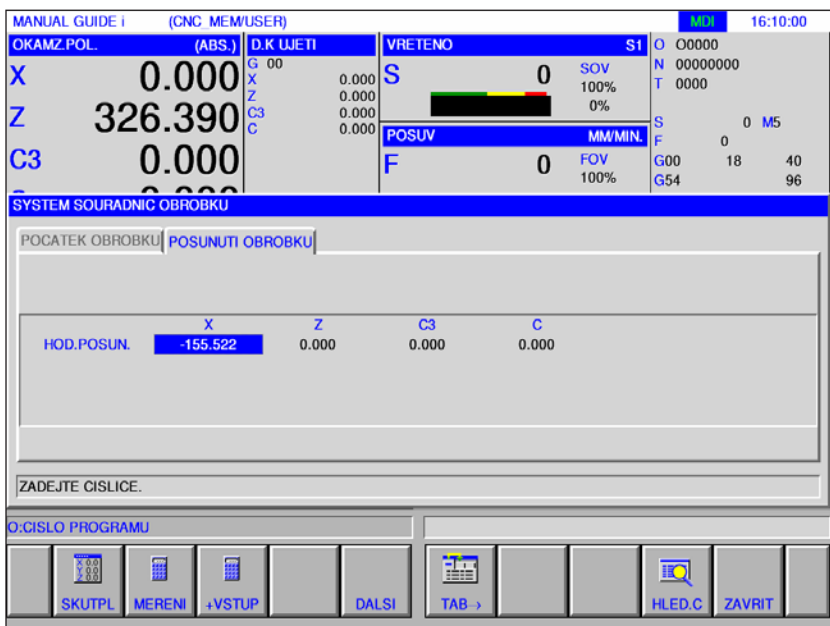 MANUAL GUIDE i (CNC_MEM/USER) MDI 16:10:00
OKAMZ.POL. (ABS.) D.K UJETI VRETENO S1 O O0000
G 00 N 00000000
X 0.000 X 0.000 S 0 SOV T 0000
Z 0.000 100%
Z 326.390 C3 0.000 0%
C 0.000 S 0 M5
POSUV MM/MIN. F 0
C3 0.000 F 0 FOV G00 18 40
100% G54 96
SYSTEM SOURADNIC OBROBKU
POCATEK OBROBKU POSUNUTI OBROBKU
X Z C3 C
HOD.POSUN. -155.522 0.000 0.000 0.000
ZADEJTE CISLICE.
O:CISLO PROGRAMU
SKUTPL MERENI +VSTUP DALSI TAB→ HLED.C ZAVRIT